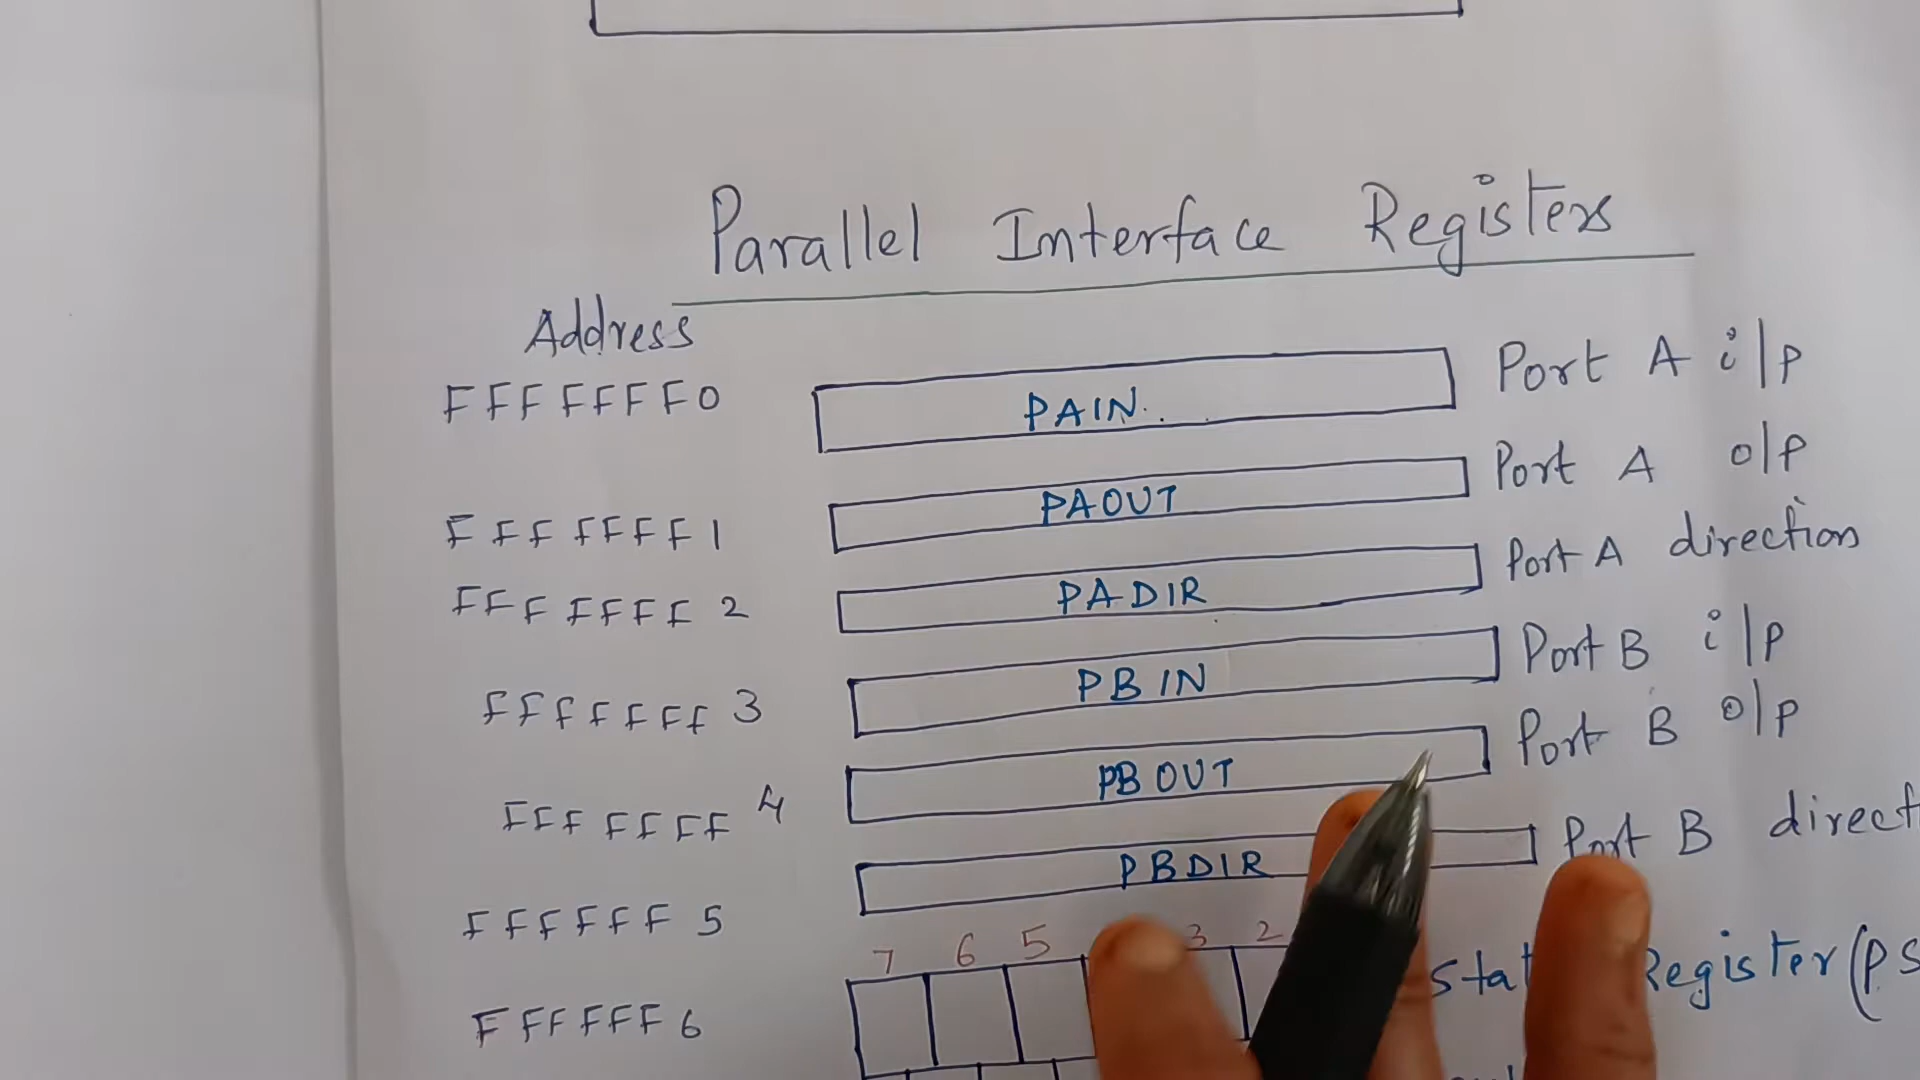 Parallel Interface Registers
Address
FFFFFFF0 PAIN Port A i/p
FFFFFFF1 PAOUT Port A o/p
FFFFFFF2 PADIR Port A direction
FFFFFFF3 PBIN Port B i/p
FFFFFFF4 PBOUT Port B o/p
FFFFFF5 PBDIR Port B
7 6 5 3 2
FFFFFF6 Register